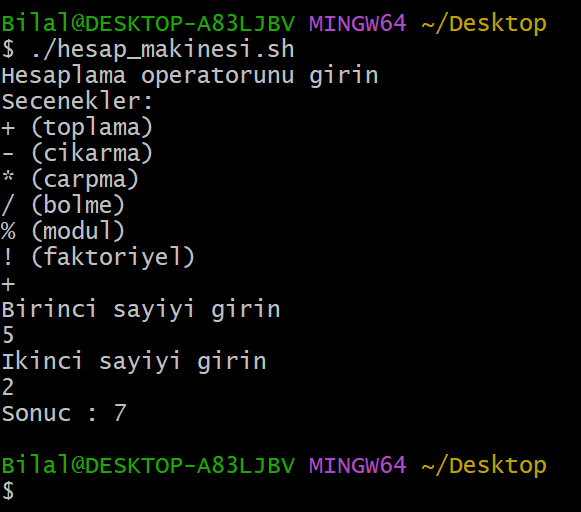 Bilal@DESKTOP-A83LJBV MINGW64 ~/Desktop
$ ./hesap_makinesi.sh
Hesaplama operatorunu girin
Secenekler:
+ (toplama)
- (cikarma)
* (carpma)
/ (bolme)
% (modul)
! (faktoriyel)
+
Birinci sayiyi girin
5
Ikinci sayiyi girin
2
Sonuc : 7
Bilal@DESKTOP-A83LJBV MINGW64 ~/Desktop
$